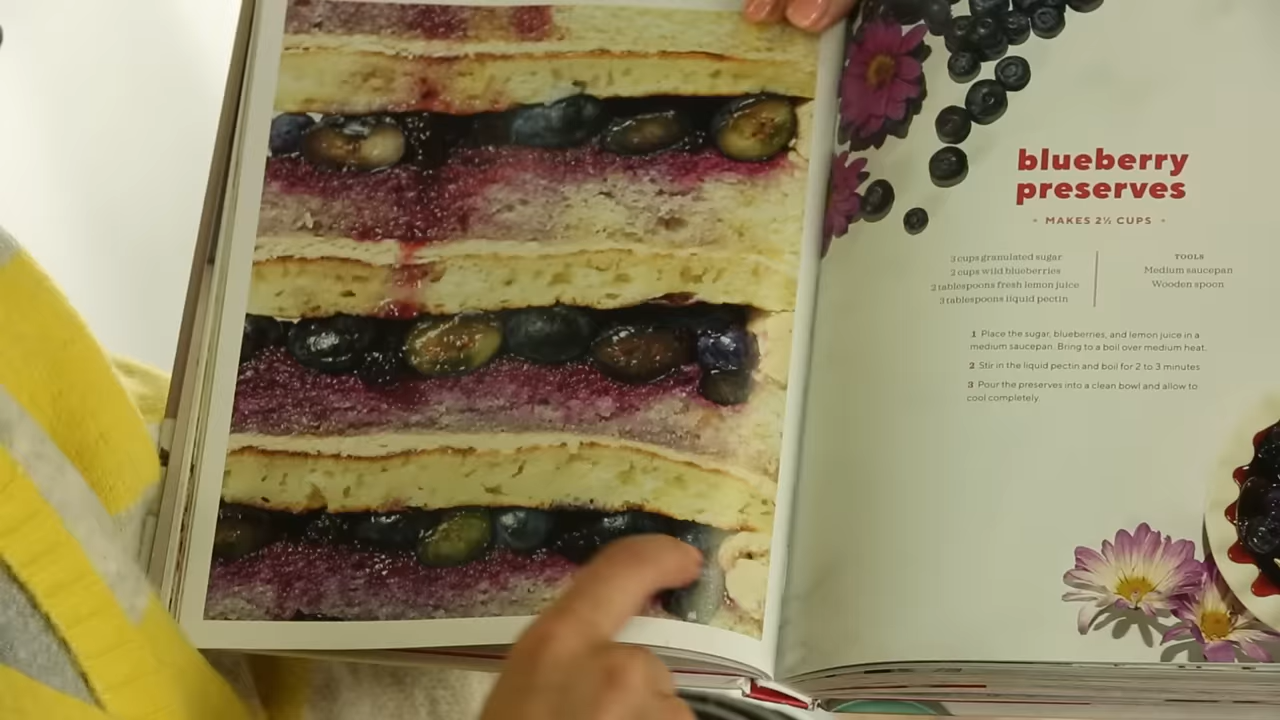 blueberry
preserves
• MAKES 2½ CUPS •
3 cups granulated sugar
2 cups wild blueberries
2 tablespoons fresh lemon juice
3 tablespoons liquid pectin
TOOLS
Medium saucepan
Wooden spoon
1 Place the sugar, blueberries, and lemon juice in a
medium saucepan. Bring to a boil over medium heat.
2 Stir in the liquid pectin and boil for 2 to 3 minutes
3 Pour the preserves into a clean bowl and allow to
cool completely.